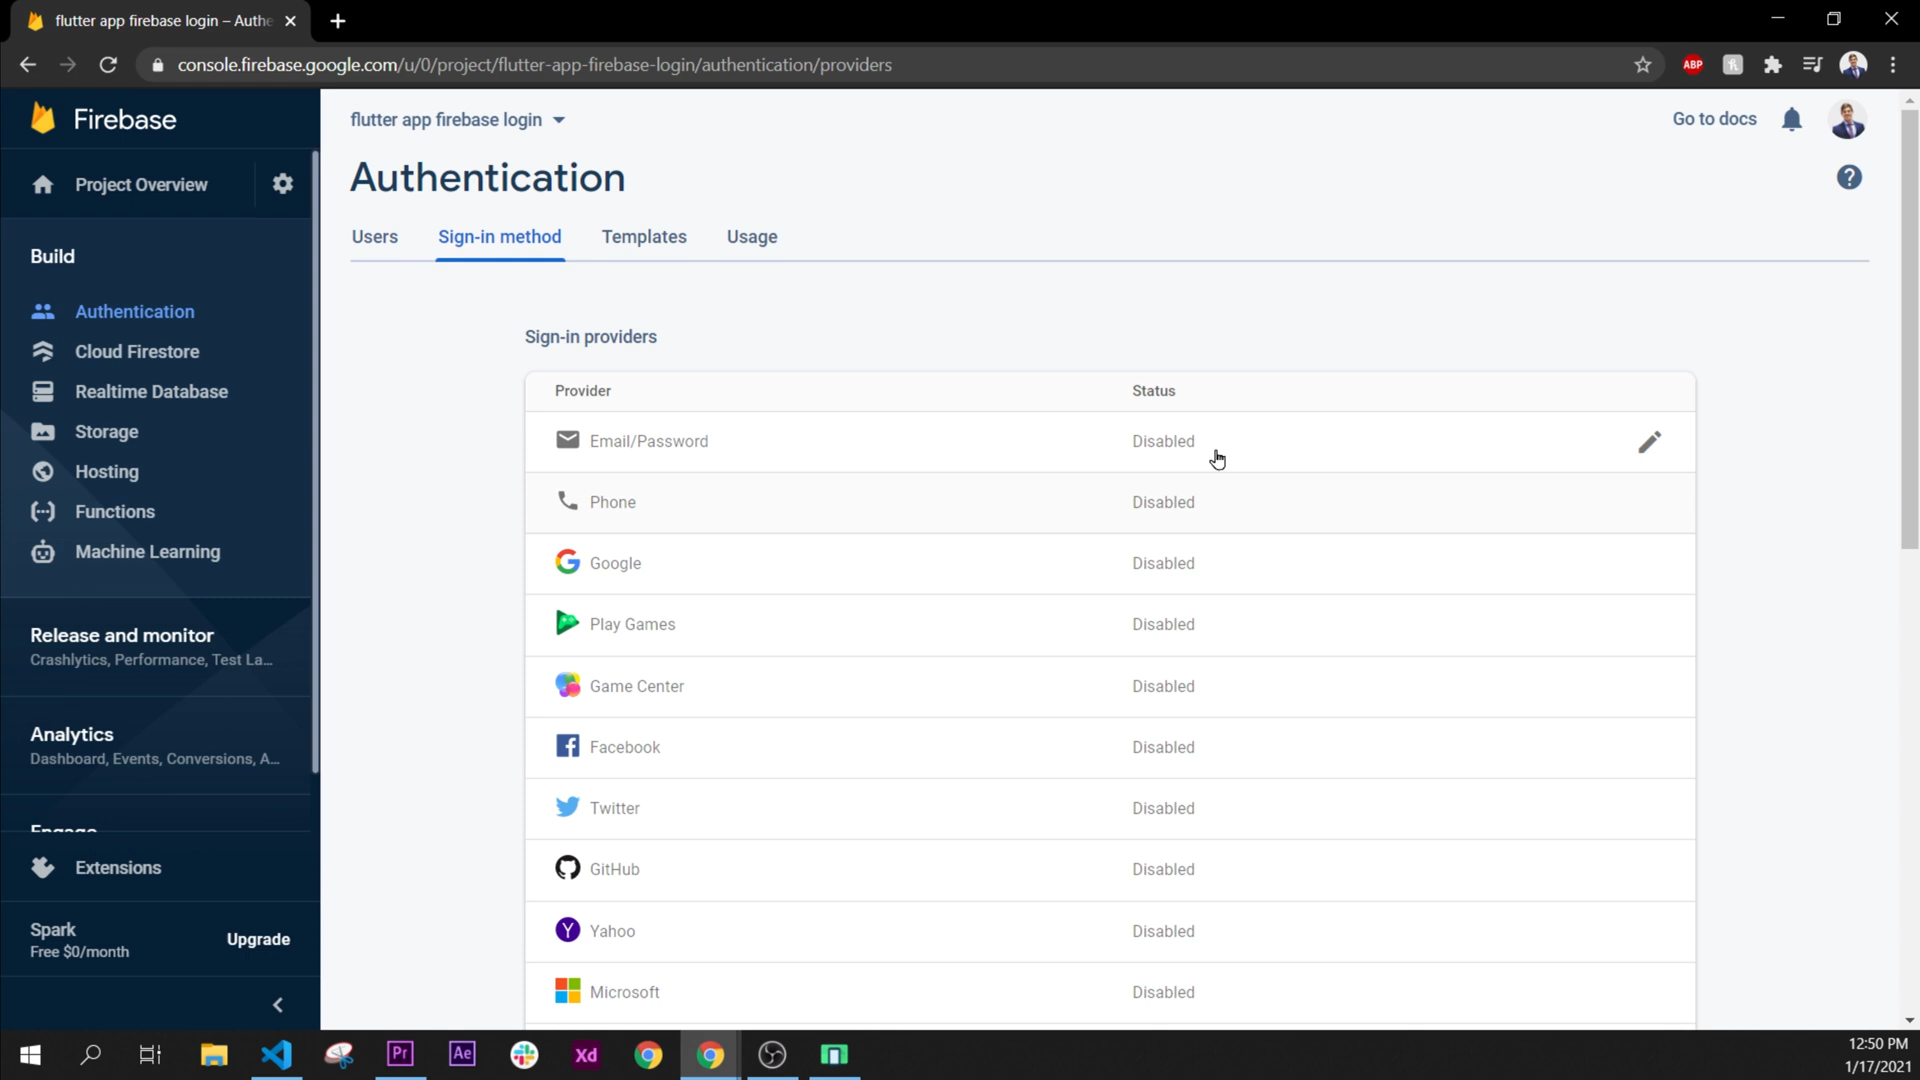 flutter app firebase login – Authe
console.firebase.google.com/u/0/project/flutter-app-firebase-login/authentication/providers
ABP
Firebase
flutter app firebase login
Go to docs
Project Overview
Authentication
?
Users
Sign-in method
Templates
Usage
Build
Authentication
Cloud Firestore
Realtime Database
Storage
Hosting
Functions
Machine Learning
Sign-in providers
Provider
Status
Email/Password
Disabled
Phone
Disabled
Google
Disabled
Play Games
Disabled
Game Center
Disabled
Facebook
Disabled
Twitter
Disabled
GitHub
Disabled
Yahoo
Disabled
Microsoft
Disabled
Release and monitor
Crashlytics, Performance, Test La...
Analytics
Dashboard, Events, Conversions, A...
Engage
Extensions
Spark
Free $0/month
Upgrade
Pr
Ae
Xd
12:50 PM
1/17/2021